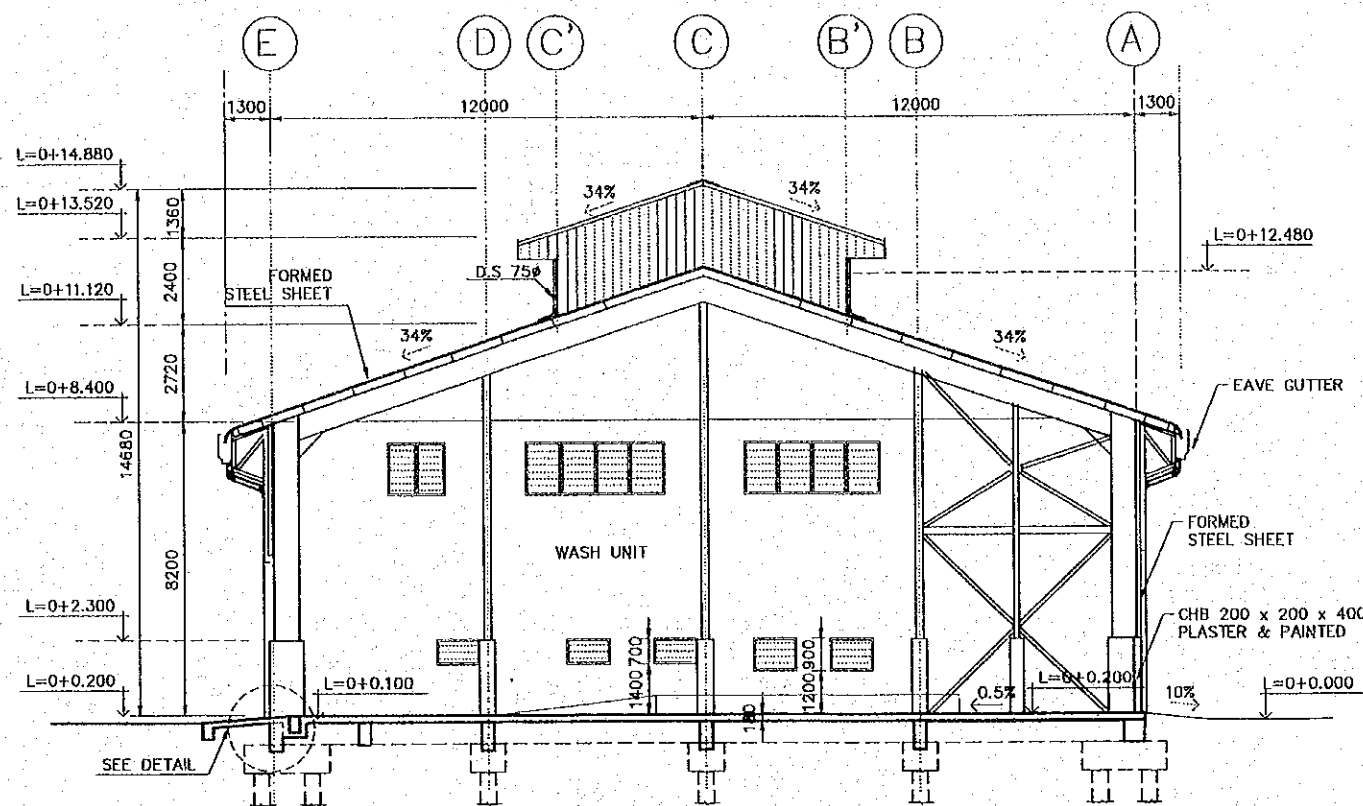 E D C' C B' B A
1300 12000 12000 1300
L=0+14.880
34% 34%
L=0+13.520
1360
L=0+12.480
D.S 75ø
FORMED
STEEL SHEET
2400
L=0+11.120
34% 34%
2720
L=0+8.400
EAVE GUTTER
14680
FORMED
STEEL SHEET
WASH UNIT
8200
L=0+2.300
CHB 200 x 200 x 400
PLASTER & PAINTED
1400 700
1200 900
L=0+0.200
L=0+0.100
0.5%
L=0+0.200
10%
L=0+0.000
SEE DETAIL